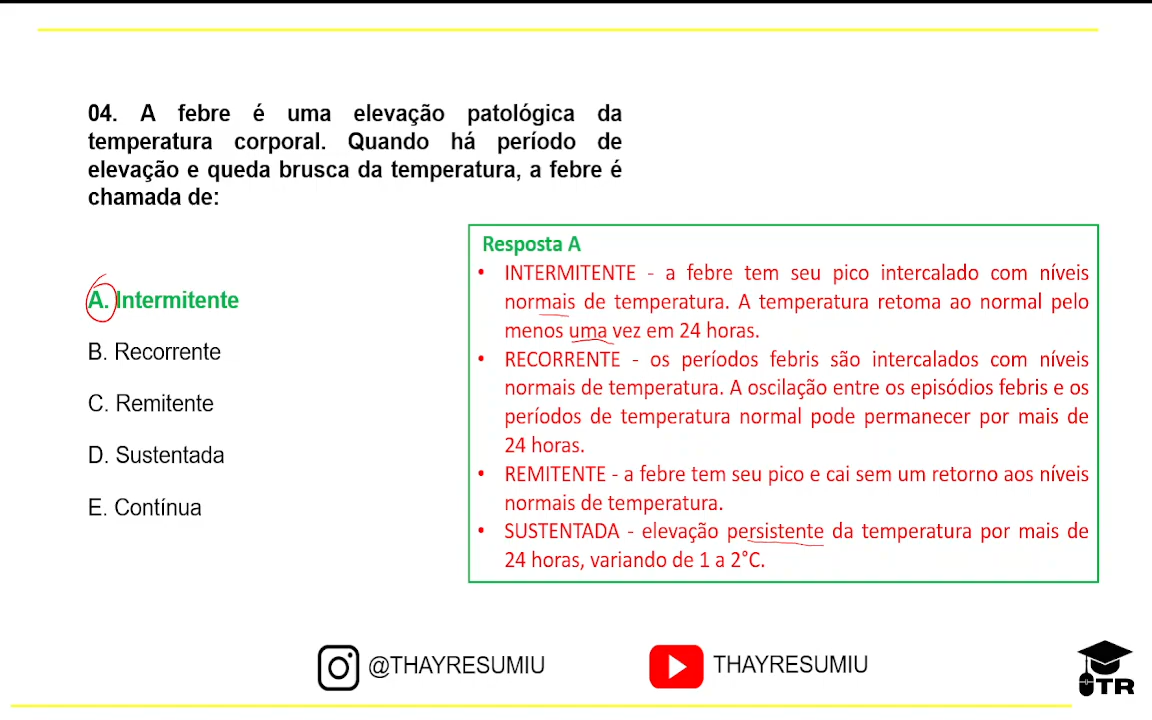 04. A febre é uma elevação patológica da
temperatura corporal. Quando há período de
elevação e queda brusca da temperatura, a febre é
chamada de:
A. Intermitente
B. Recorrente
C. Remitente
D. Sustentada
E. Contínua
Resposta A
• INTERMITENTE - a febre tem seu pico intercalado com níveis
normais de temperatura. A temperatura retoma ao normal pelo
menos uma vez em 24 horas.
• RECORRENTE - os períodos febris são intercalados com níveis
normais de temperatura. A oscilação entre os episódios febris e os
períodos de temperatura normal pode permanecer por mais de
24 horas.
• REMITENTE - a febre tem seu pico e cai sem um retorno aos níveis
normais de temperatura.
• SUSTENTADA - elevação persistente da temperatura por mais de
24 horas, variando de 1 a 2°C.
@THAYRESUMIU
THAYRESUMIU
TR